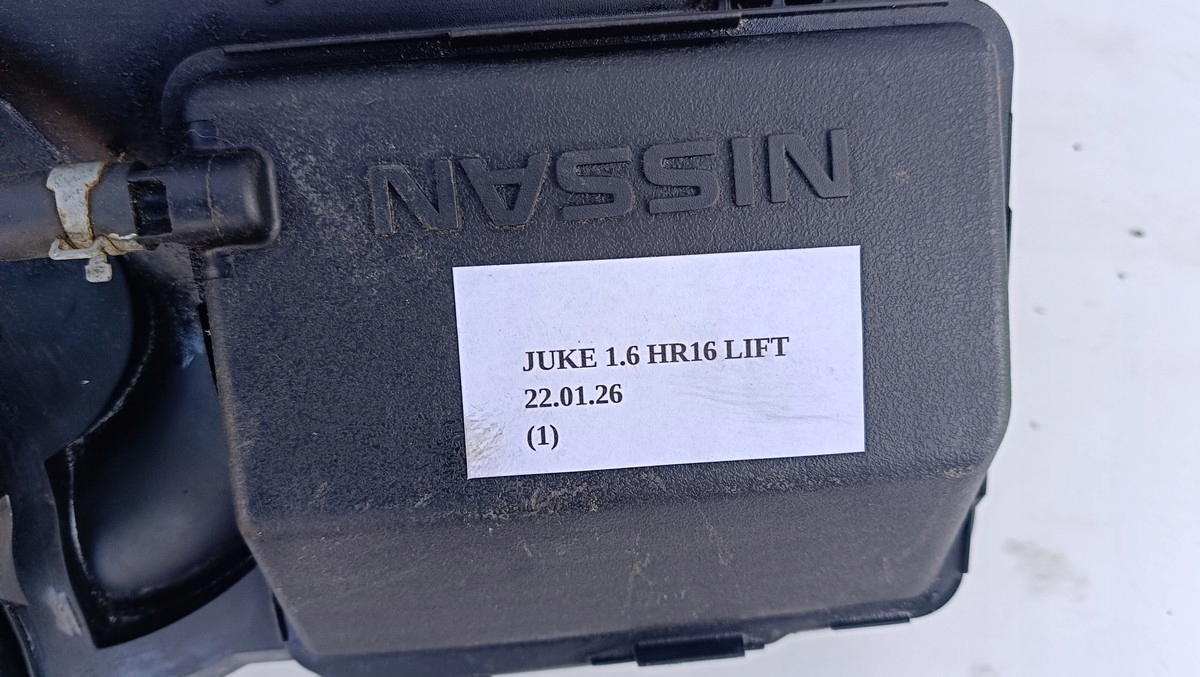 NISSAN
JUKE 1.6 HR16 LIFT
22.01.26
(1)